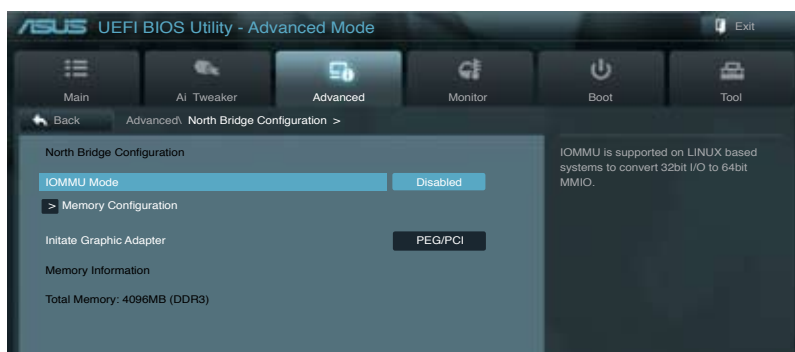 ASUS UEFI BIOS Utility - Advanced Mode
Exit
Main
Ai Tweaker
Advanced
Monitor
Boot
Tool
Back
Advanced\ North Bridge Configuration >
North Bridge Configuration
IOMMU Mode Disabled
> Memory Configuration
Initate Graphic Adapter PEG/PCI
Memory Information
Total Memory: 4096MB (DDR3)
IOMMU is supported on LINUX based
systems to convert 32bit I/O to 64bit
MMIO.